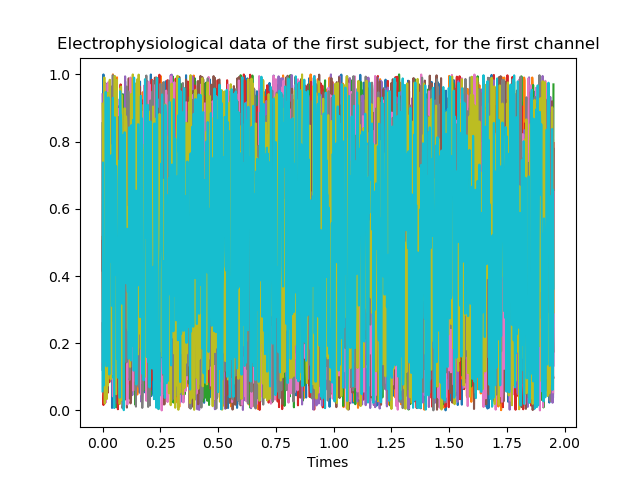 Electrophysiological data of the first subject, for the first channel
1.0
0.8
0.6
0.4
0.2
0.0
0.00 0.25 0.50 0.75 1.00 1.25 1.50 1.75 2.00
Times